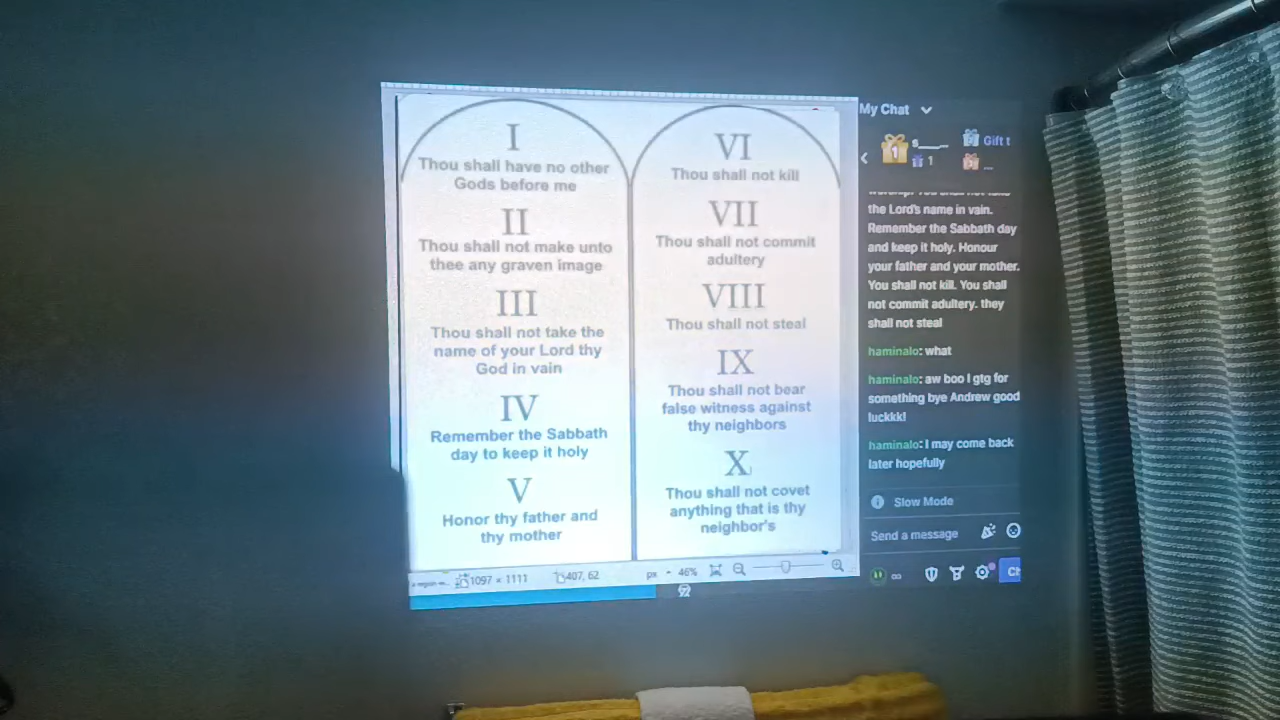 I
Thou shall have no other
Gods before me
II
Thou shall not make unto
thee any graven image
III
Thou shall not take the
name of your Lord thy
God in vain
IV
Remember the Sabbath
day to keep it holy
V
Honor thy father and
thy mother
VI
Thou shall not kill
VII
Thou shall not commit
adultery
VIII
Thou shall not steal
IX
Thou shall not bear
false witness against
thy neighbors
X
Thou shall not covet
anything that is thy
neighbor's
1097 × 1111
407, 62
px
46%
My Chat
1
s___
Gift t
1
...
the Lord's name in vain.
Remember the Sabbath day
and keep it holy. Honour
your father and your mother.
You shall not kill. You shall
not commit adultery. they
shall not steal
haminalo: what
haminalo: aw boo I gtg for
something bye Andrew good
luckkk!
haminalo: I may come back
later hopefully
Slow Mode
Send a message
Ch